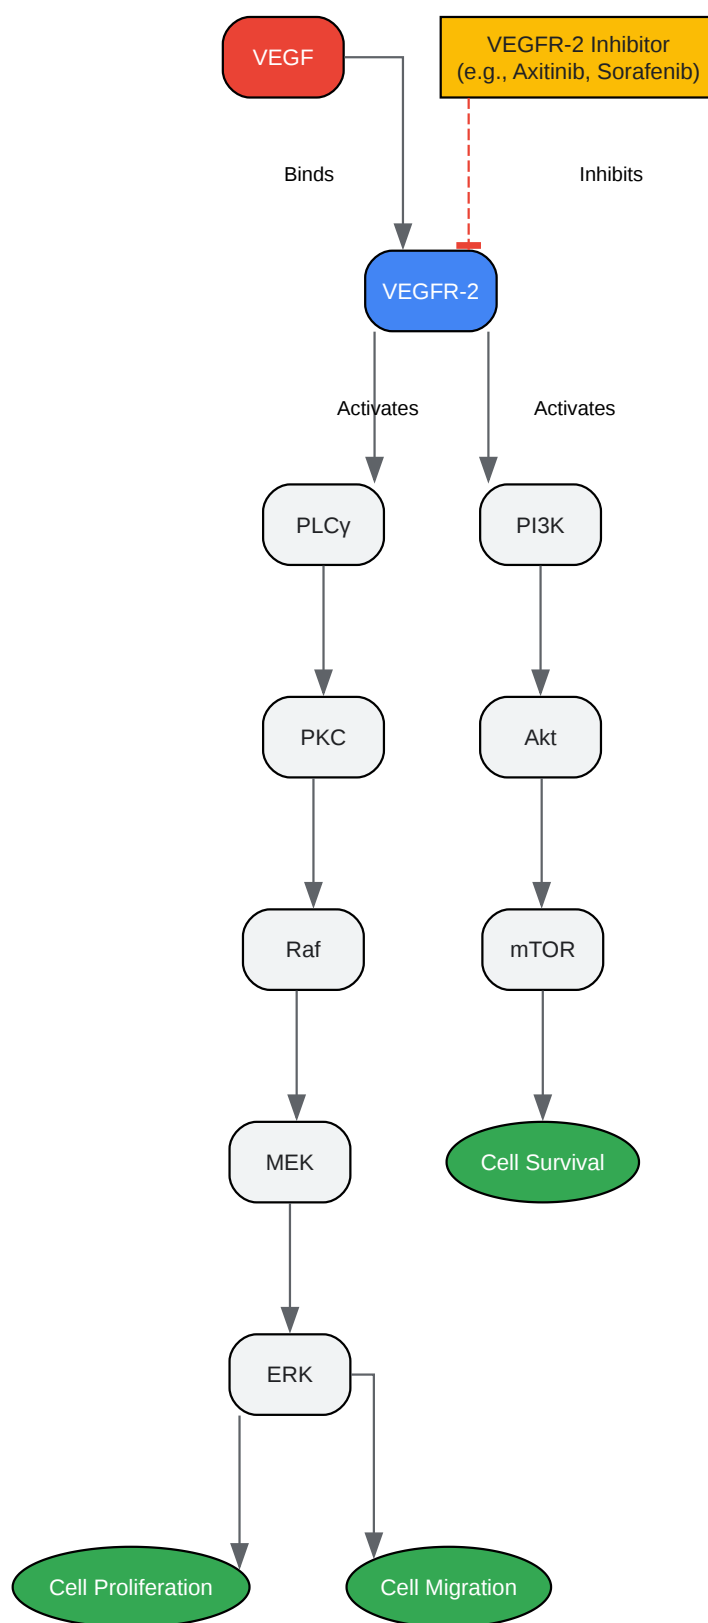 VEGF
VEGFR-2 Inhibitor
(e.g., Axitinib, Sorafenib)
Binds
Inhibits
VEGFR-2
Activates
Activates
PLCγ
PI3K
PKC
Akt
Raf
mTOR
MEK
Cell Survival
ERK
Cell Proliferation
Cell Migration